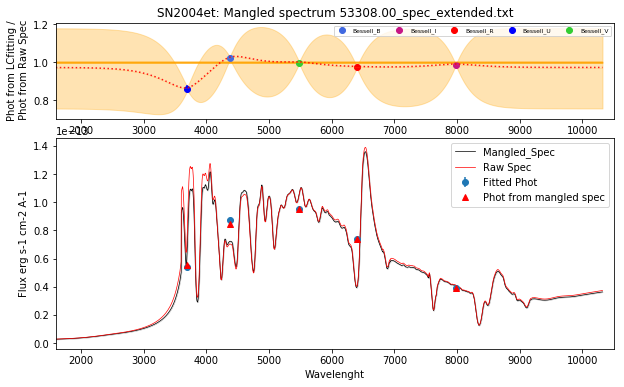 SN2004et: Mangled spectrum 53308.00_spec_extended.txt
Phot from LCfitting /
Phot from Raw Spec
1.2
1.0
0.8
Bessell_B
Bessell_I
Bessell_R
Bessell_U
Bessell_V
2000
3000
4000
5000
6000
7000
8000
9000
10000
1e−13
Flux erg s-1 cm-2 A-1
1.4
1.2
1.0
0.8
0.6
0.4
0.2
0.0
Mangled_Spec
Raw Spec
Fitted Phot
Phot from mangled spec
2000
3000
4000
5000
6000
7000
8000
9000
10000
Wavelenght